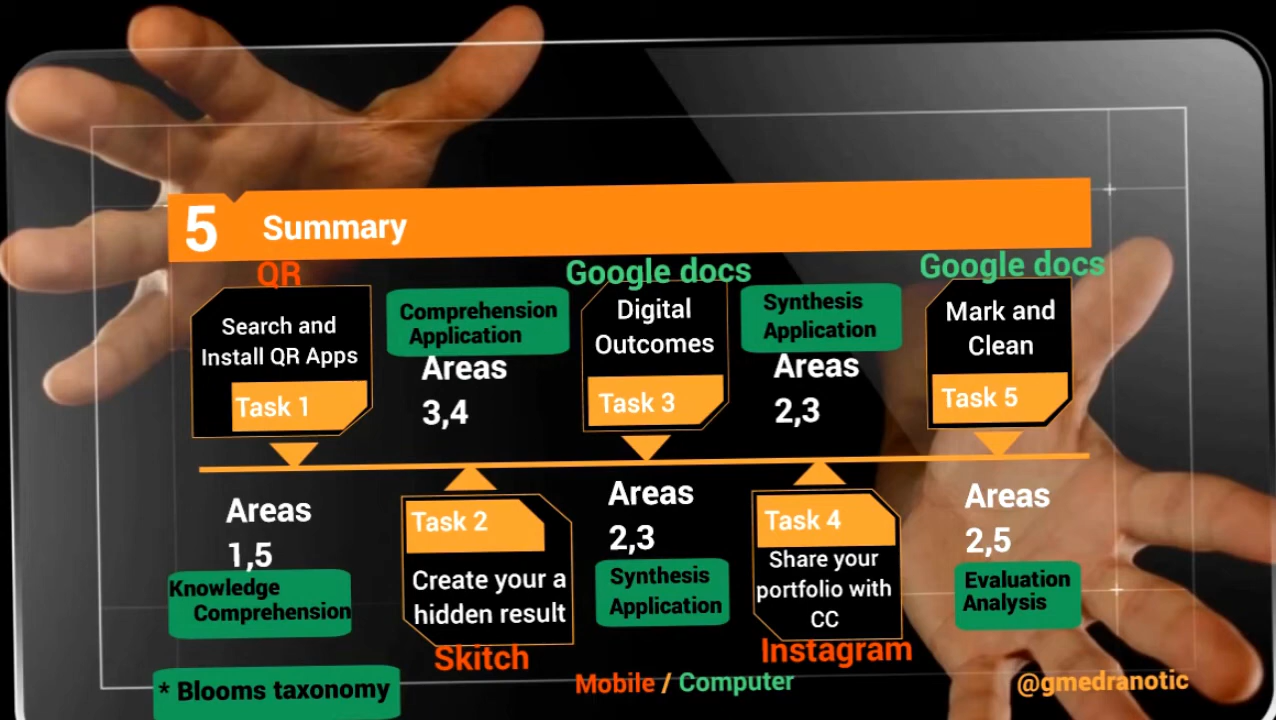 5 Summary
QR
Search and
Install QR Apps
Task 1
Areas
1,5
Knowledge
Comprehension
Comprehension
Application
Areas
3,4
Task 2
Create your a
hidden result
Skitch
Google docs
Digital
Outcomes
Task 3
Areas
2,3
Synthesis
Application
Synthesis
Application
Areas
2,3
Task 4
Share your
portfolio with
CC
Instagram
Google docs
Mark and
Clean
Task 5
Areas
2,5
Evaluation
Analysis
* Blooms taxonomy
Mobile / Computer
@gmedranotic